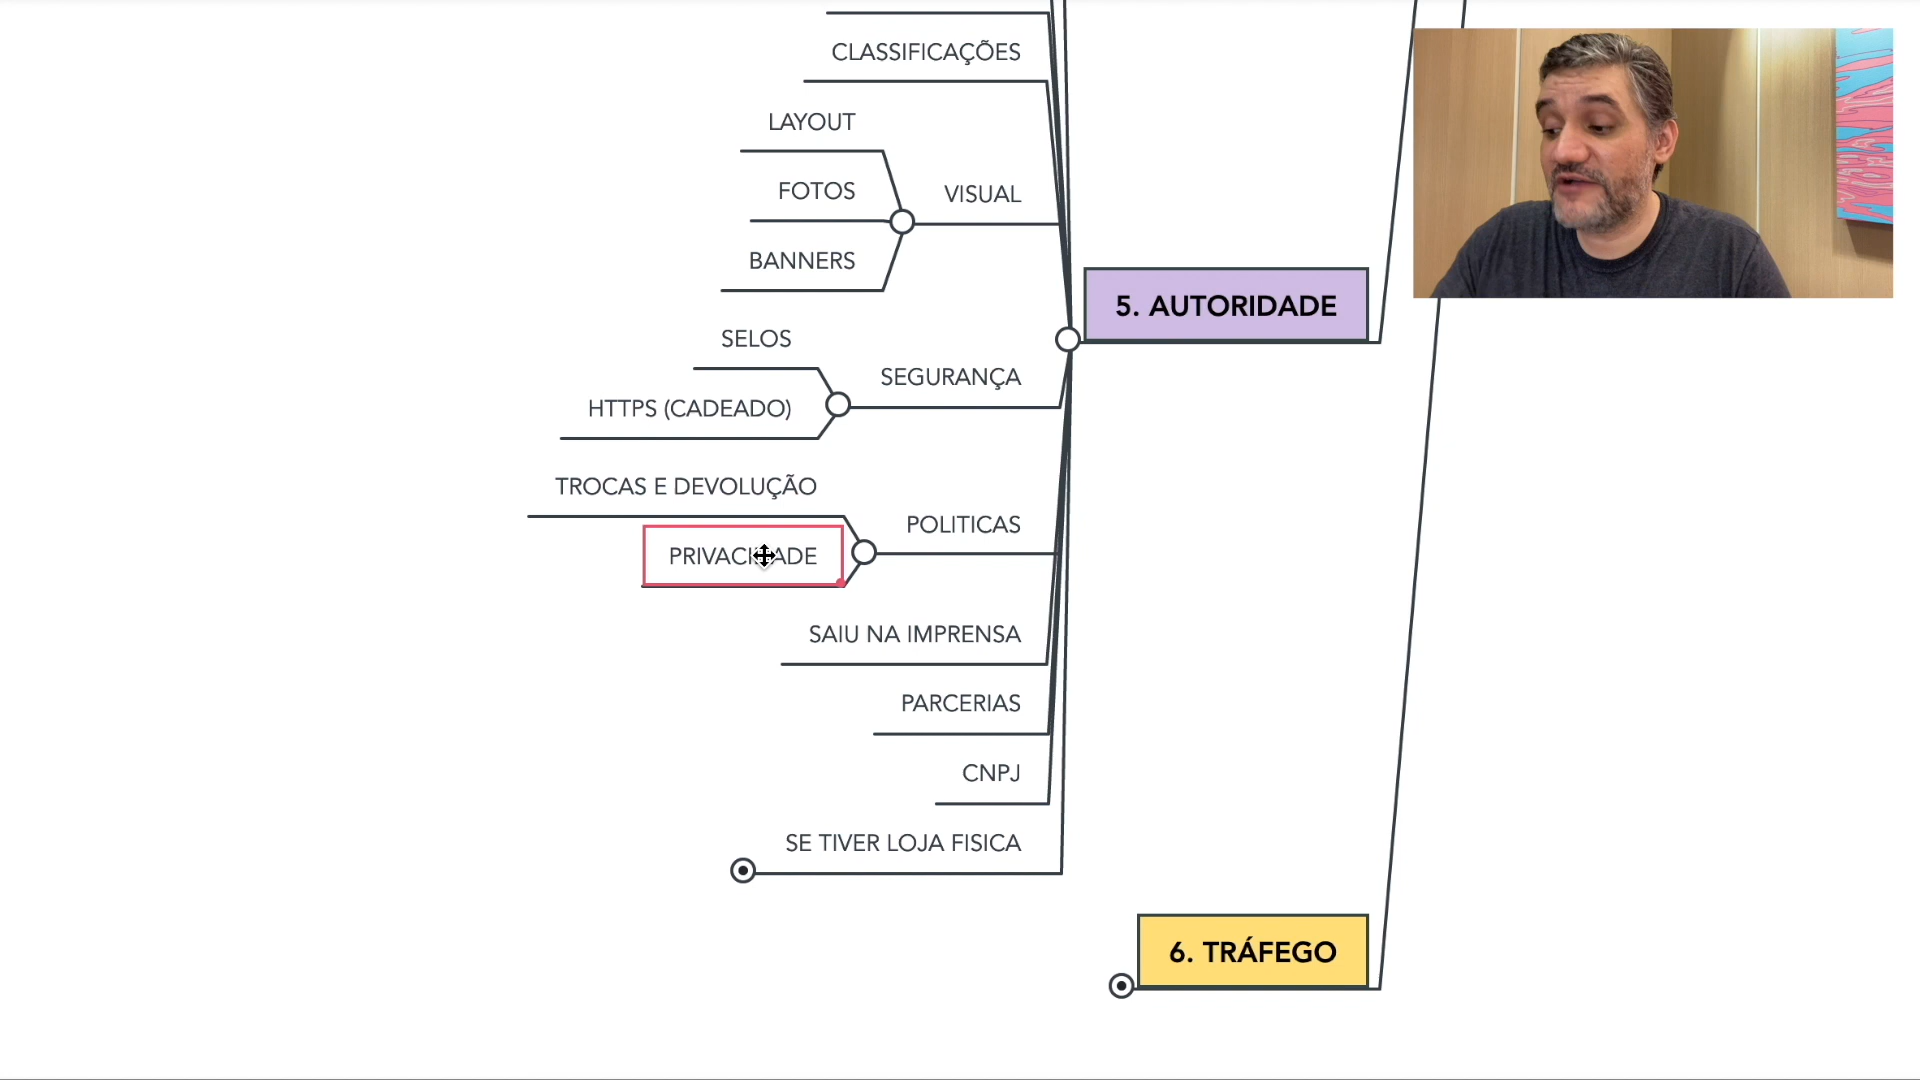 CLASSIFICAÇÕES
LAYOUT
FOTOS
BANNERS
VISUAL
SELOS
HTTPS (CADEADO)
SEGURANÇA
TROCAS E DEVOLUÇÃO
PRIVACIDADE
POLITICAS
SAIU NA IMPRENSA
PARCERIAS
CNPJ
SE TIVER LOJA FISICA
5. AUTORIDADE
6. TRÁFEGO